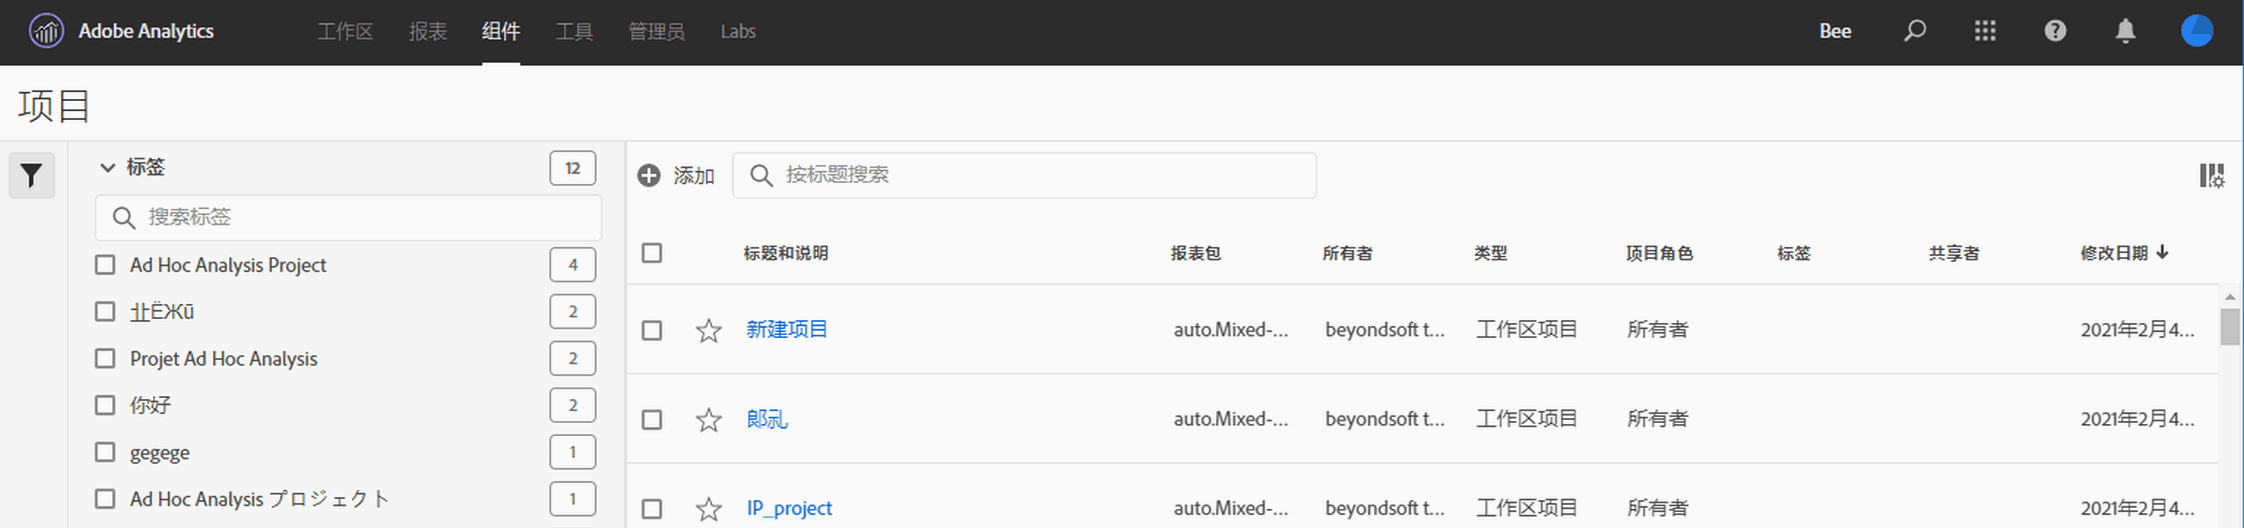 Adobe Analytics 工作区 报表 组件 工具 管理员 Labs Bee
项目
标签 12
搜索标签
Ad Hoc Analysis Project 4
Projet Ad Hoc Analysis 2
你好 2
gegege 1
Ad Hoc Analysis プロジェクト 1
添加 按标题搜索
标题和说明 报表包 所有者 类型 项目角色 标签 共享者 修改日期
新建项目 auto.Mixed-... beyondsoft t... 工作区项目 所有者 2021年2月4...
auto.Mixed-... beyondsoft t... 工作区项目 所有者 2021年2月4...
IP_project auto.Mixed-... beyondsoft t... 工作区项目 所有者 2021年2月4...